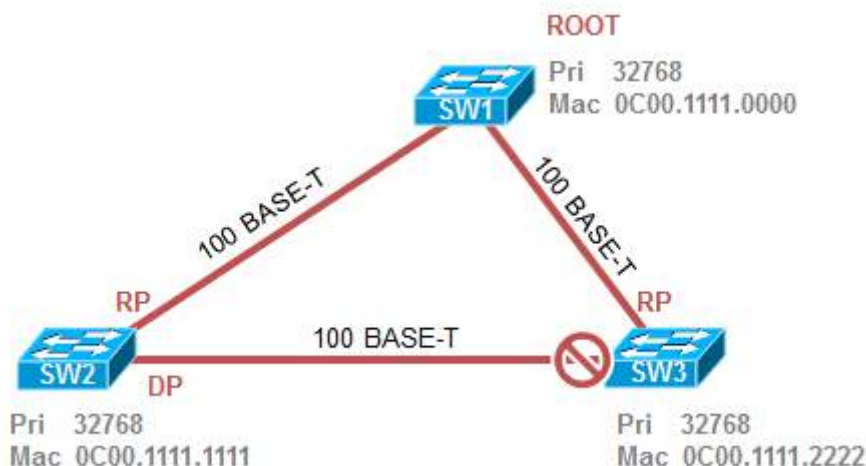 ROOT
Pri 32768
Mac 0C00.1111.0000
SW1
100 BASE-T
100 BASE-T
RP
RP
100 BASE-T
SW2
DP
SW3
Pri 32768
Mac 0C00.1111.1111
Pri 32768
Mac 0C00.1111.2222